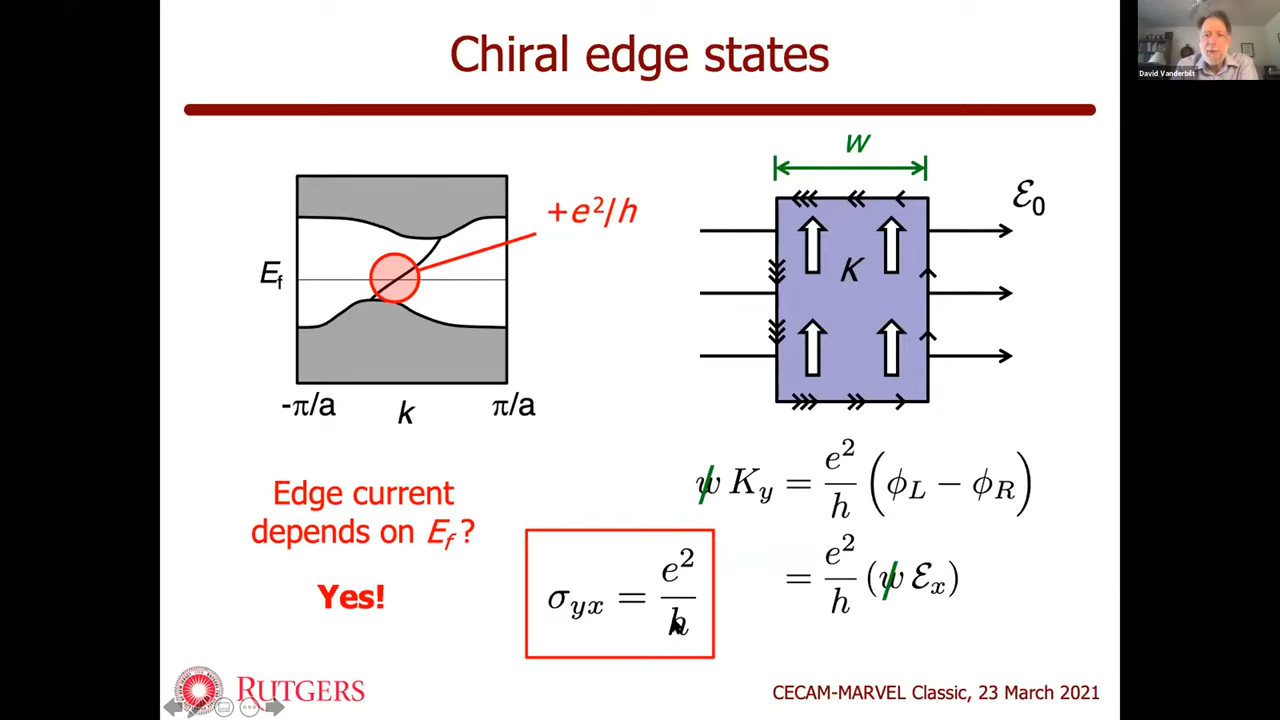 Chiral edge states
David Vanderbilt
+e²/h
E_f
-π/a
k
π/a
w
ℰ₀
K
Edge current
depends on E_f ?
Yes!
w K_y = e²/h (ϕ_L − ϕ_R)
= e²/h (w ℰ_x)
σ_yx = e²/h
RUTGERS
CECAM-MARVEL Classic, 23 March 2021